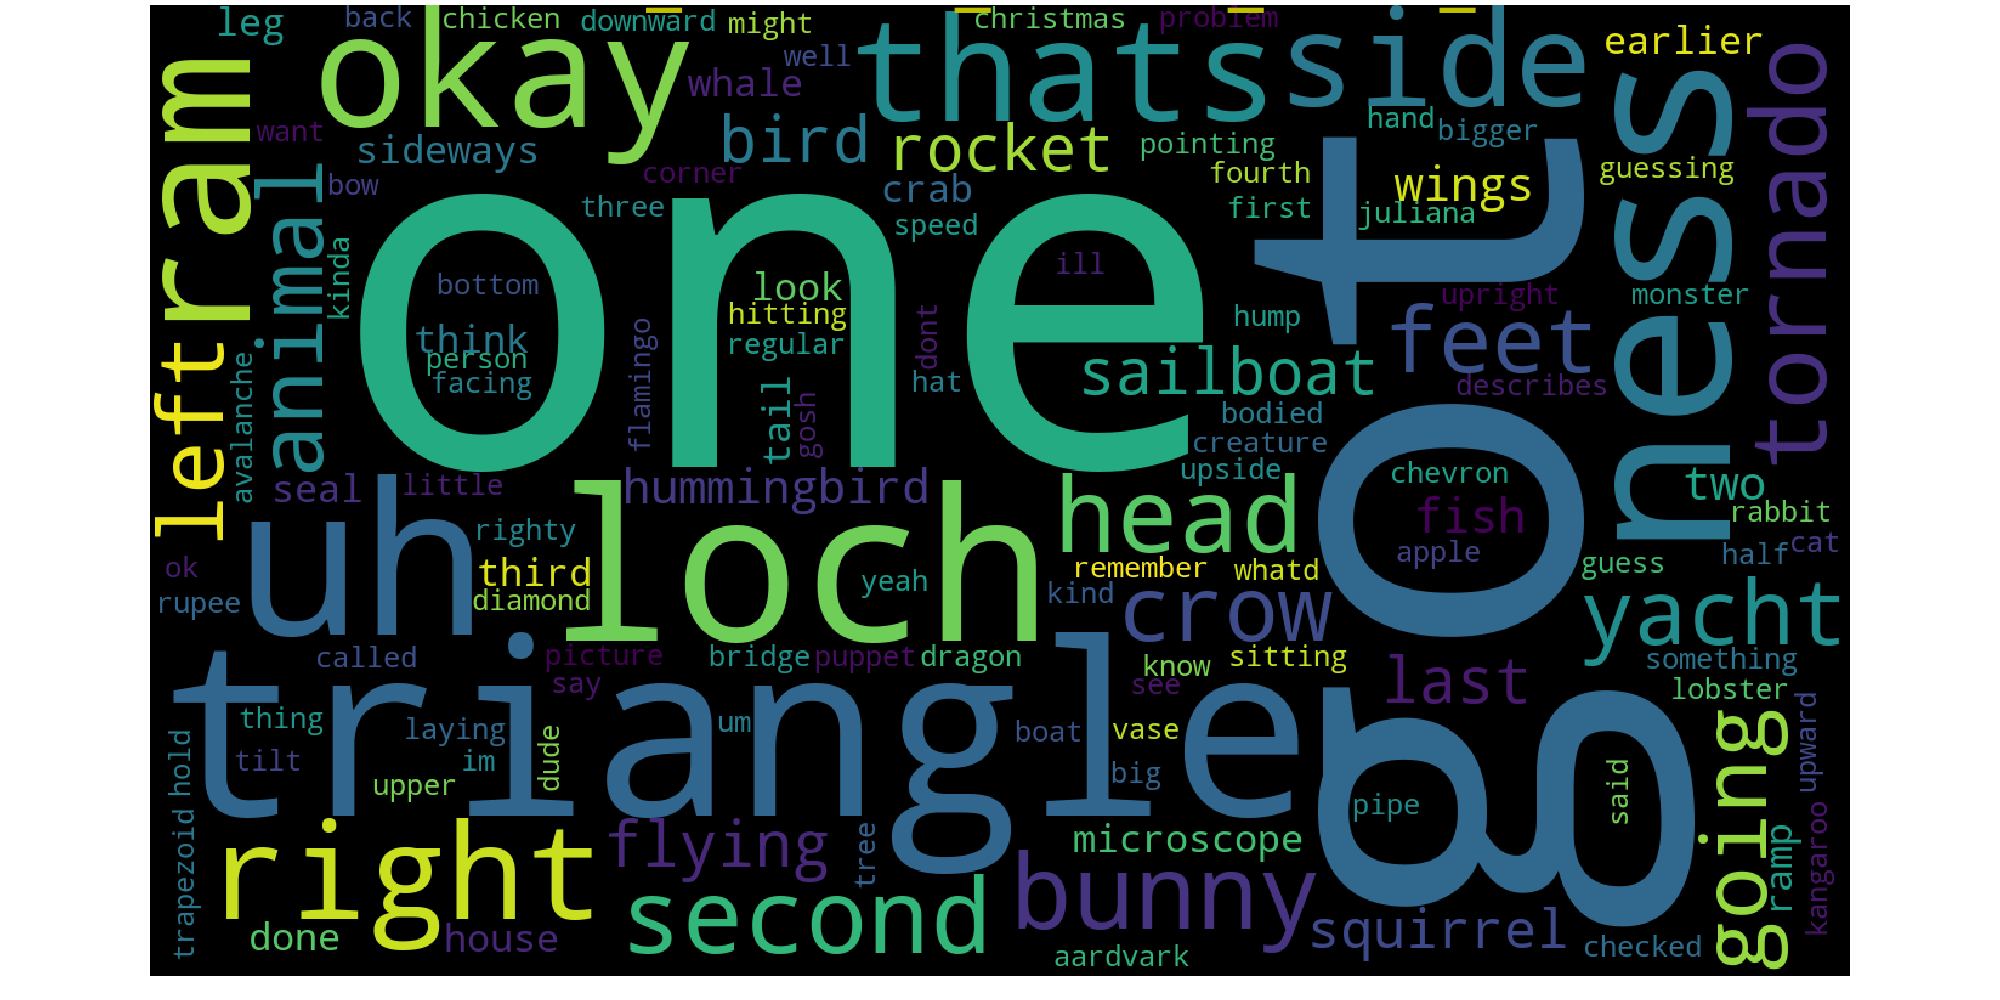 leg
back
chicken
downward
might
christmas
problem
okay
thats
side
earlier
well
whale
ram
want
sideways
bird
rocket
pointing
hand
bigger
tornado
animal
bow
corner
three
crab
speed
fourth
first
wings
juliana
guessing
ness
one
got
kinda
bottom
look
hitting
ill
hump
upright
monster
think
person
facing
flamingo
regular
dont
hat
sailboat
feet
describes
left
avalanche
tail
gosh
bodied
creature
upside
chevron
seal
little
hummingbird
head
fish
two
rabbit
uh
loch
righty
ok
rupee
third
diamond
yeah
remember
whatd
apple
guess
half
cat
kind
crow
yacht
called
picture
say
bridge
puppet
dragon
know
see
sitting
last
something
lobster
triangle
thing
tilt
laying
im
upper
dude
um
boat
vase
big
pipe
said
going
upward
hold
trapezoid
right
flying
tree
microscope
ramp
kangaroo
done
house
second
bunny
aardvark
squirrel
checked